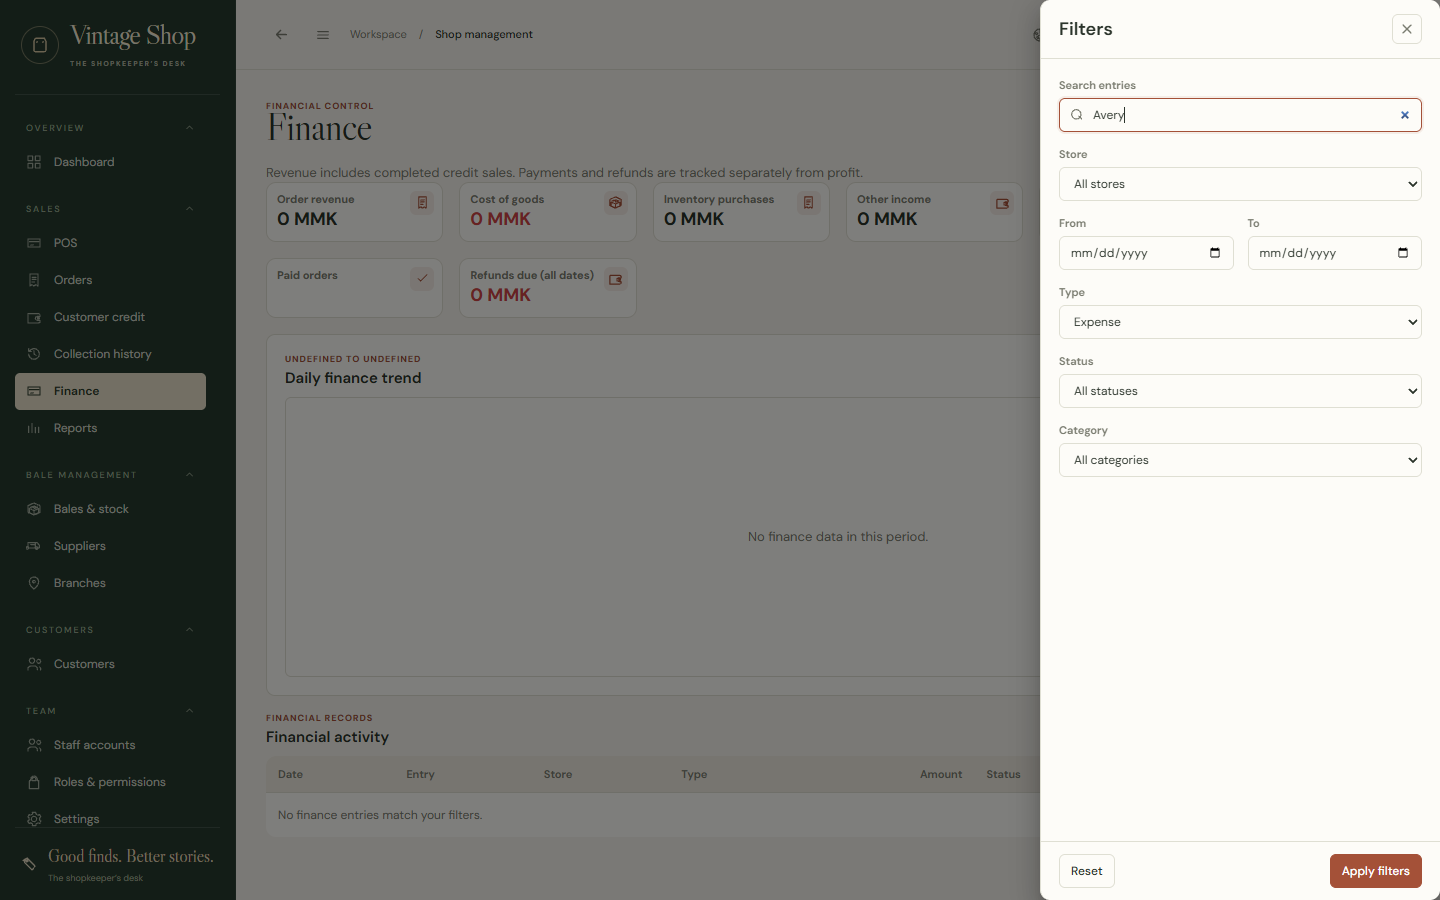 Vintage Shop
THE SHOPKEEPER'S DESK
OVERVIEW
Dashboard
SALES
POS
Orders
Customer credit
Collection history
Finance
Reports
BALE MANAGEMENT
Bales & stock
Suppliers
Branches
CUSTOMERS
Customers
TEAM
Staff accounts
Roles & permissions
Settings
Good finds. Better stories.
The shopkeeper's desk
Workspace / Shop management
FINANCIAL CONTROL
Finance
Revenue includes completed credit sales. Payments and refunds are tracked separately from profit.
Order revenue
0 MMK
Cost of goods
0 MMK
Inventory purchases
0 MMK
Other income
0 MMK
Paid orders
Refunds due (all dates)
0 MMK
UNDEFINED TO UNDEFINED
Daily finance trend
No finance data in this period.
FINANCIAL RECORDS
Financial activity
Date Entry Store Type Amount Status
No finance entries match your filters.
Filters
Search entries
Avery
Store
All stores
From To
mm/dd/yyyy mm/dd/yyyy
Type
Expense
Status
All statuses
Category
All categories
Reset Apply filters